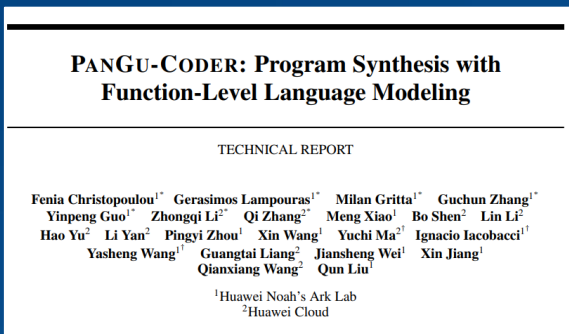 PANGU-CODER: Program Synthesis with
Function-Level Language Modeling
TECHNICAL REPORT
Fenia Christopoulou1* Gerasimos Lampouras1* Milan Gritta1* Guchun Zhang1*
Yinpeng Guo1* Zhongqi Li2* Qi Zhang2* Meng Xiao1 Bo Shen2 Lin Li2
Hao Yu2 Li Yan2 Pingyi Zhou1 Xin Wang1 Yuchi Ma2† Ignacio Iacobacci1†
Yasheng Wang1† Guangtai Liang2 Jiansheng Wei1 Xin Jiang1
Qianxiang Wang2 Qun Liu1
1Huawei Noah's Ark Lab
2Huawei Cloud